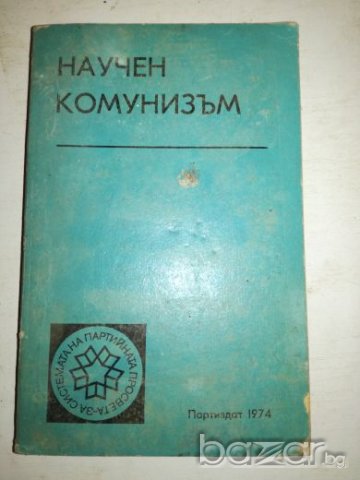 НАУЧЕН
КОМУНИЗЪМ
ЗА СИСТЕМАТА НА ПАРТИЙНАТА ПРОСВЕТА
Партиздат 1974
bazar.bg